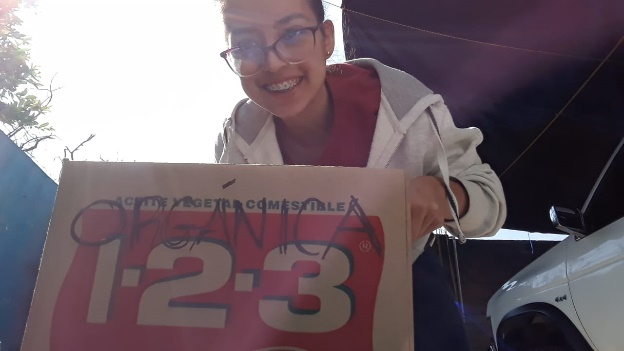 ACEITE VEGETAL COMESTIBLE
ORGÁNICA
1-2-3®